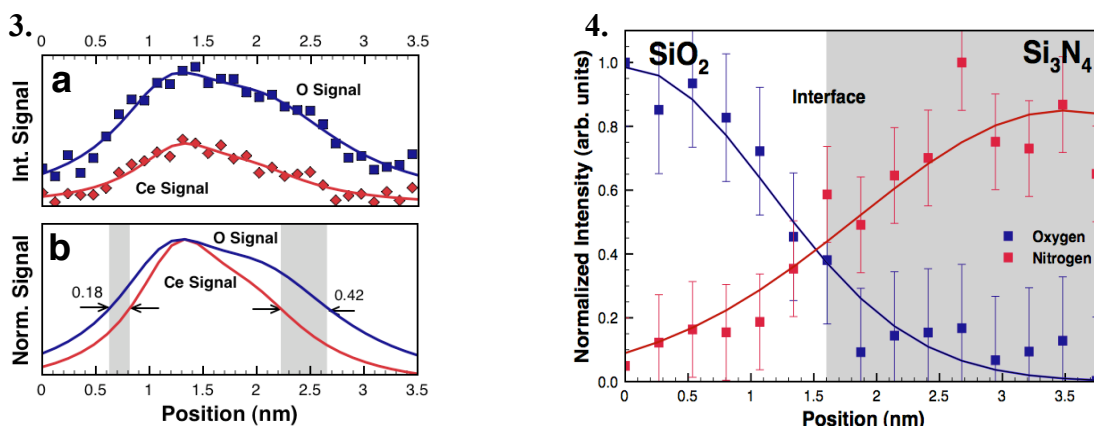 3.
0 0.5 1 1.5 2 2.5 3 3.5
a
O Signal
Ce Signal
Int. Signal
b
O Signal
Ce Signal
0.18
0.42
Norm. Signal
0 0.5 1 1.5 2 2.5 3 3.5
Position (nm)
4.
SiO2
Si3N4
Interface
Oxygen
Nitrogen
Normalized Intensity (arb. units)
1.0
0.8
0.6
0.4
0.2
0.0
0 0.5 1 1.5 2 2.5 3 3.5
Position (nm)